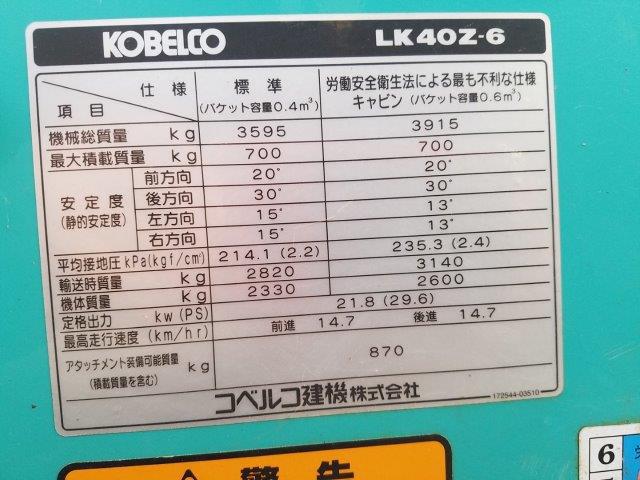 KOBELCO LK40Z-6
仕様 標準 労働安全衛生法による最も不利な仕様
項目 (バケット容量0.4m³) キャビン (バケット容量0.6m³)
機械総質量 kg 3595 3915
最大積載質量 kg 700 700
安定度 (静的安定度) 前方向 20° 20°
後方向 30° 30°
左方向 15° 13°
右方向 15° 13°
平均接地圧 kPa(kgf/cm²) 214.1 (2.2) 235.3 (2.4)
輸送時質量 kg 2820 3140
機体質量 kg 2330 2600
定格出力 kw (PS) 21.8 (29.6)
最高走行速度 (km/hr) 前進 14.7 後進 14.7
アタッチメント装備可能質量 kg 870
(積載質量を含む)
コベルコ建機株式会社 172544-03510
警告
6